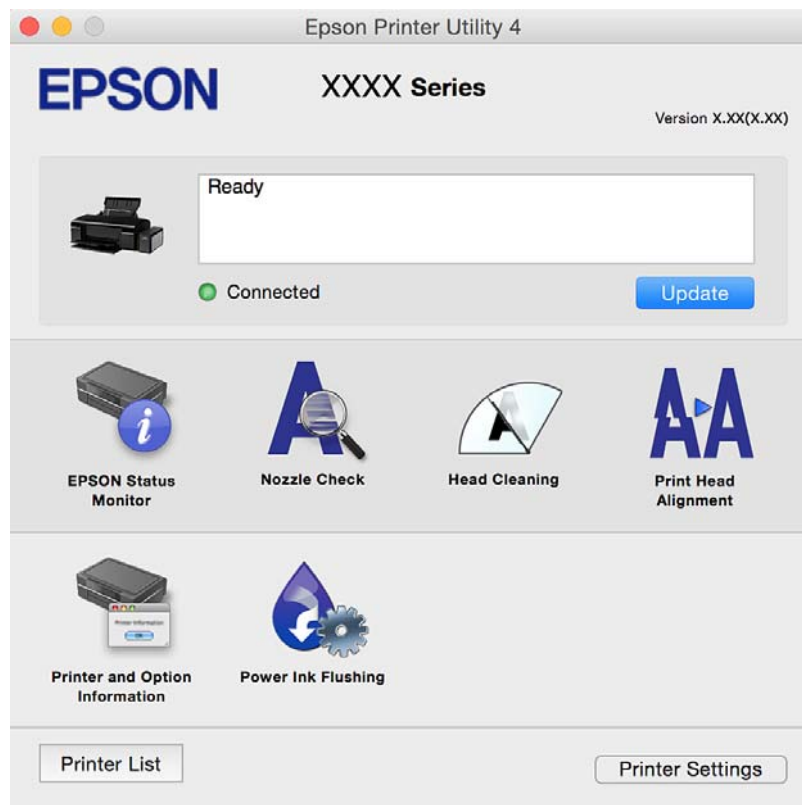 Epson Printer Utility 4
EPSON
XXXX Series
Version X.XX(X.XX)
Ready
Connected
Update
EPSON Status
Monitor
Nozzle Check
Head Cleaning
Print Head
Alignment
Printer and Option
Information
Power Ink Flushing
Printer List
Printer Settings